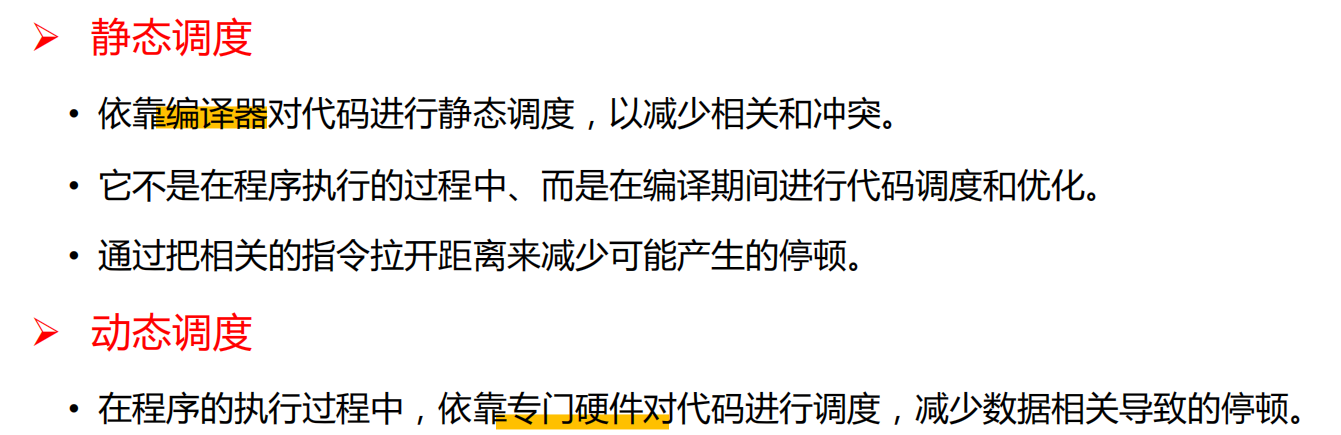 ➢ 静态调度
• 依靠编译器对代码进行静态调度，以减少相关和冲突。
• 它不是在程序执行的过程中、而是在编译期间进行代码调度和优化。
• 通过把相关的指令拉开距离来减少可能产生的停顿。
➢ 动态调度
• 在程序的执行过程中，依靠专门硬件对代码进行调度，减少数据相关导致的停顿。